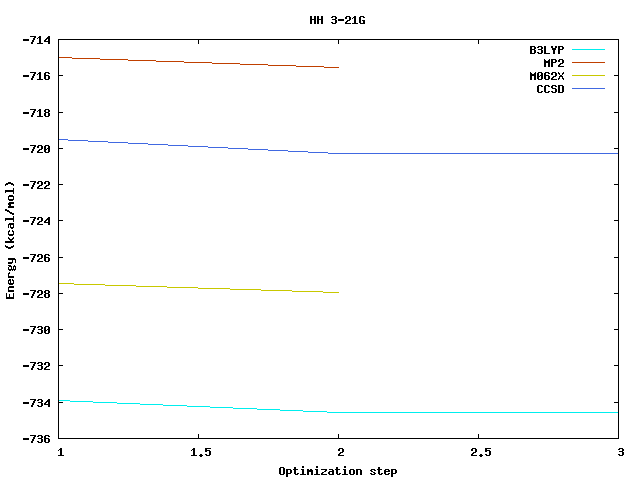 HH 3-21G
-714
-716
-718
-720
-722
-724
-726
-728
-730
-732
-734
-736
1
1.5
2
2.5
3
Energy (kcal/mol)
Optimization step
B3LYP
MP2
M062X
CCSD